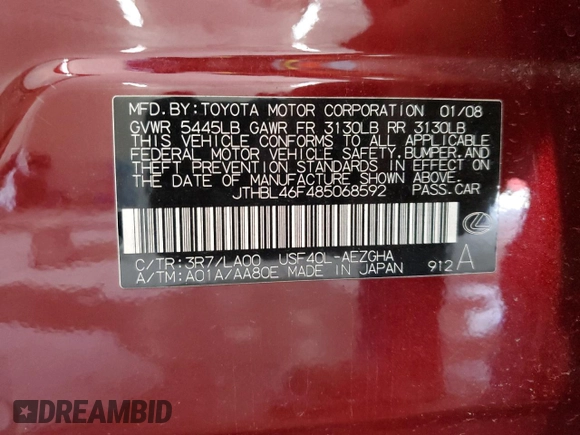 MFD. BY: TOYOTA MOTOR CORPORATION 01/08
GVWR 5445LB GAWR FR 3130LB RR 3130LB
THIS VEHICLE CONFORMS TO ALL APPLICABLE
FEDERAL MOTOR VEHICLE SAFETY, BUMPER, AND
THEFT PREVENTION STANDARDS IN EFFECT ON
THE DATE OF MANUFACTURE SHOWN ABOVE.
JTHBL46F485068592 PASS. CAR
C/TR: 3R7/LA00 USF40L-AEZGHA
A/TM: A01A/AA80E MADE IN JAPAN 912 A
DREAMBID